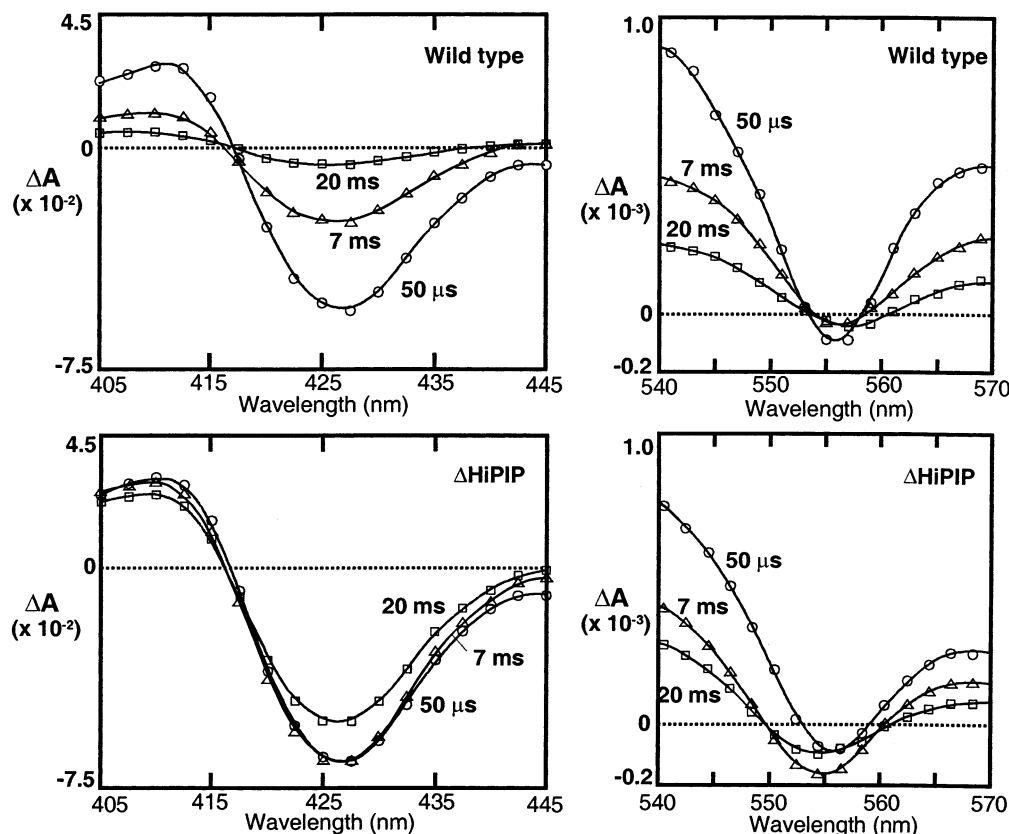 4.5
0
ΔA
(x 10⁻²)
-7.5
Wild type
20 ms
7 ms
50 μs
405
415
425
435
445
Wavelength (nm)
1.0
ΔA
(x 10⁻³)
0
-0.2
Wild type
50 μs
7 ms
20 ms
540
550
560
570
Wavelength (nm)
4.5
0
ΔA
(x 10⁻²)
-7.5
ΔHiPIP
20 ms
7 ms
50 μs
405
415
425
435
445
Wavelength (nm)
1.0
ΔA
(x 10⁻³)
0
-0.2
ΔHiPIP
50 μs
7 ms
20 ms
540
550
560
570
Wavelength (nm)